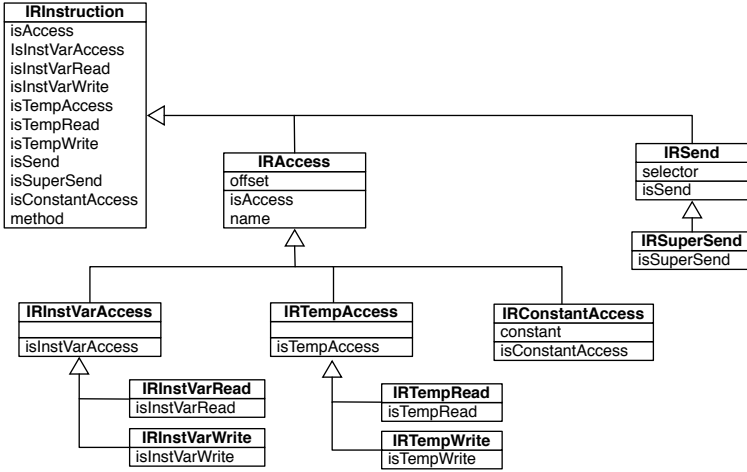 IRInstruction
isAccess
IsInstVarAccess
isInstVarRead
isInstVarWrite
isTempAccess
isTempRead
isTempWrite
isSend
isSuperSend
isConstantAccess
method
IRAccess
offset
isAccess
name
IRSend
selector
isSend
IRSuperSend
isSuperSend
IRInstVarAccess
isInstVarAccess
IRTempAccess
isTempAccess
IRConstantAccess
constant
isConstantAccess
IRInstVarRead
isInstVarRead
IRInstVarWrite
isInstVarWrite
IRTempRead
isTempRead
IRTempWrite
isTempWrite